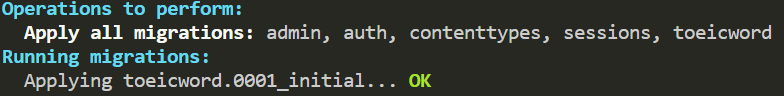 Operations to perform:
  Apply all migrations: admin, auth, contenttypes, sessions, toeicword
Running migrations:
  Applying toeicword.0001_initial... OK